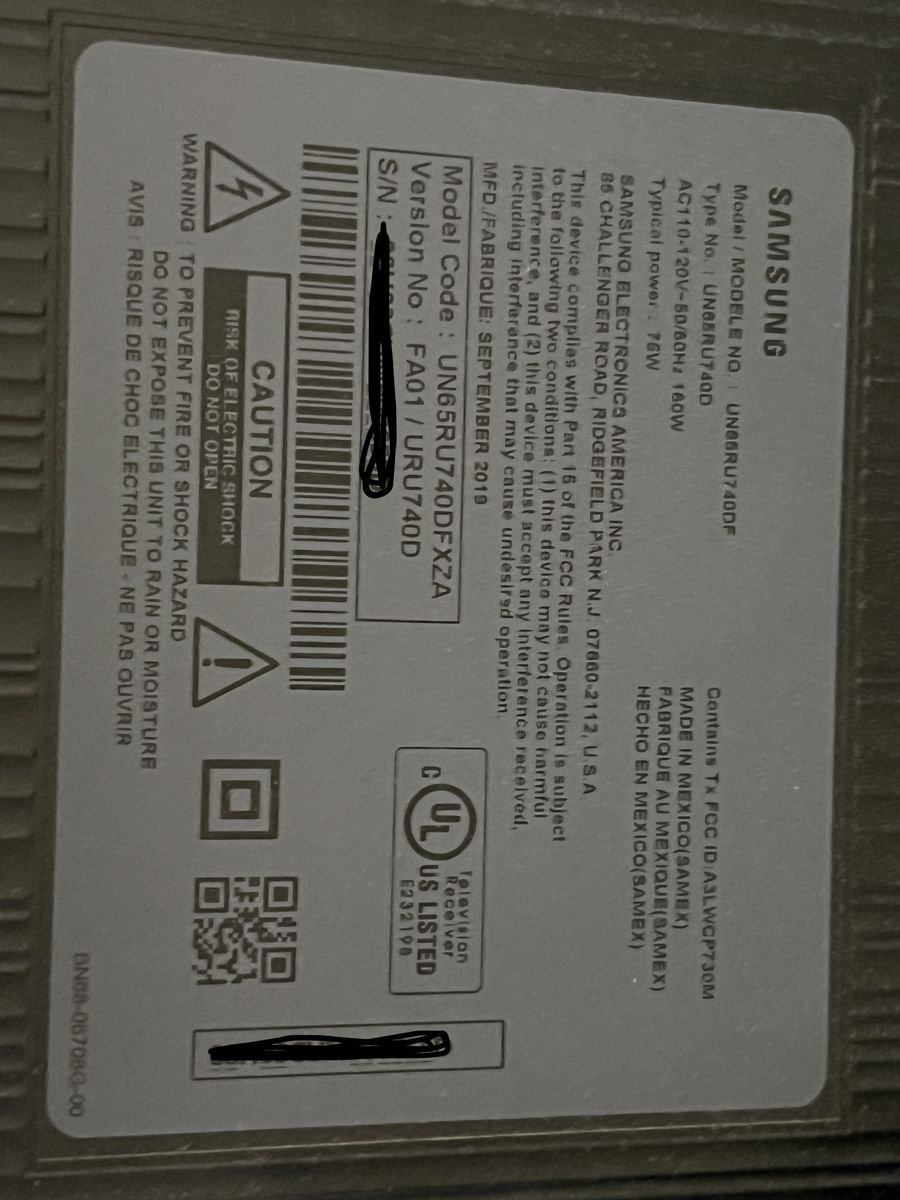 SAMSUNG
Model / MODELE NO. : UN65RU740DF
Type No. : UN65RU740D
AC110-120V~50/60Hz 160W
Typical power : 76W
Contains Tx FCC ID:A3LWCP730M
MADE IN MEXICO(SAMEX)
FABRIQUE AU MEXIQUE(SAMEX)
HECHO EN MEXICO(SAMEX)
SAMSUNG ELECTRONICS AMERICA INC.
85 CHALLENGER ROAD, RIDGEFIELD PARK N.J. 07660-2112, U.S.A
This device complies with Part 15 of the FCC Rules. Operation is subject
to the following two conditions: (1) this device may not cause harmful
interference, and (2) this device must accept any interference received,
including interference that may cause undesired operation.
MFD./FABRIQUE: SEPTEMBER 2019
Model Code : UN65RU740DFXZA
Version No : FA01 / URU740D
S/N :
Television
Receiver
C UL US LISTED
E232198
CAUTION
RISK OF ELECTRIC SHOCK
DO NOT OPEN
WARNING : TO PREVENT FIRE OR SHOCK HAZARD
DO NOT EXPOSE THIS UNIT TO RAIN OR MOISTURE
AVIS : RISQUE DE CHOC ELECTRIQUE - NE PAS OUVRIR
BN68-06708G-00